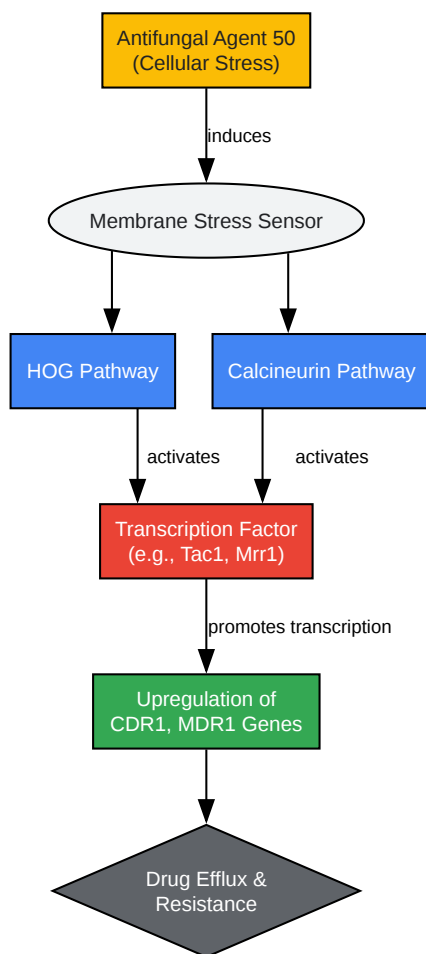 Antifungal Agent 50
(Cellular Stress)
induces
Membrane Stress Sensor
HOG Pathway
Calcineurin Pathway
activates
activates
Transcription Factor
(e.g., Tac1, Mrr1)
promotes transcription
Upregulation of
CDR1, MDR1 Genes
Drug Efflux &
Resistance